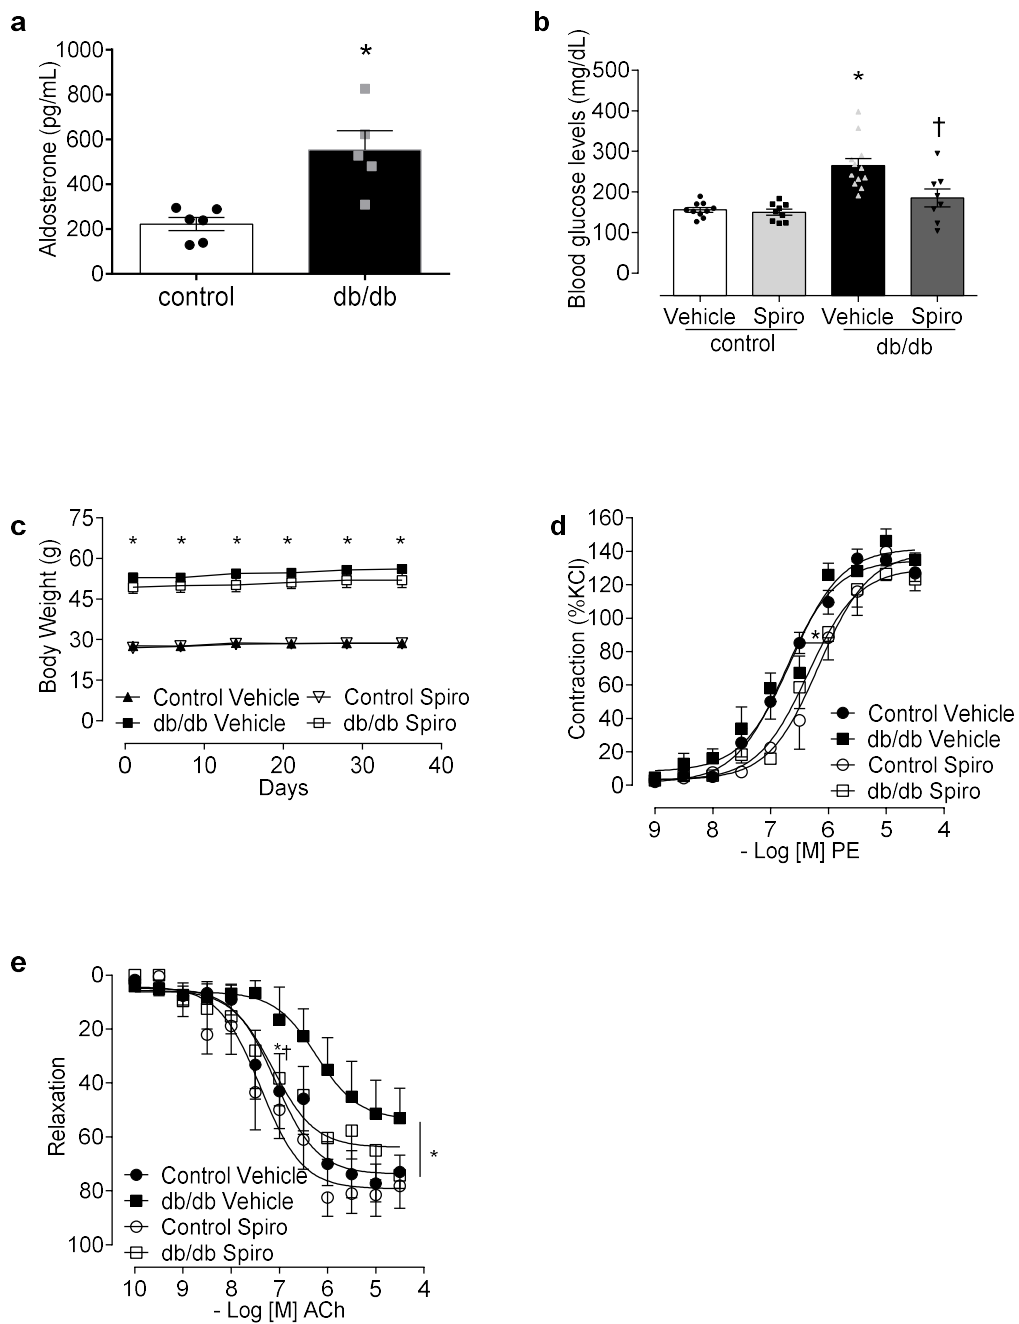 a
Aldosterone (pg/mL)
1000
800
600
400
200
0
*
control
db/db
b
Blood glucose levels (mg/dL)
500
400
300
200
100
0
*
†
Vehicle Spiro Vehicle Spiro
control db/db
c
Body Weight (g)
75
60
45
30
15
0
* * * * * *
Control Vehicle Control Spiro
db/db Vehicle db/db Spiro
0 10 20 30 40
Days
d
Contraction (%KCl)
160
140
120
100
80
60
40
20
0
*
Control Vehicle
db/db Vehicle
Control Spiro
db/db Spiro
9 8 7 6 5 4
- Log [M] PE
e
Relaxation
0
20
40
60
80
100
*†
*
Control Vehicle
db/db Vehicle
Control Spiro
db/db Spiro
10 9 8 7 6 5 4
- Log [M] ACh